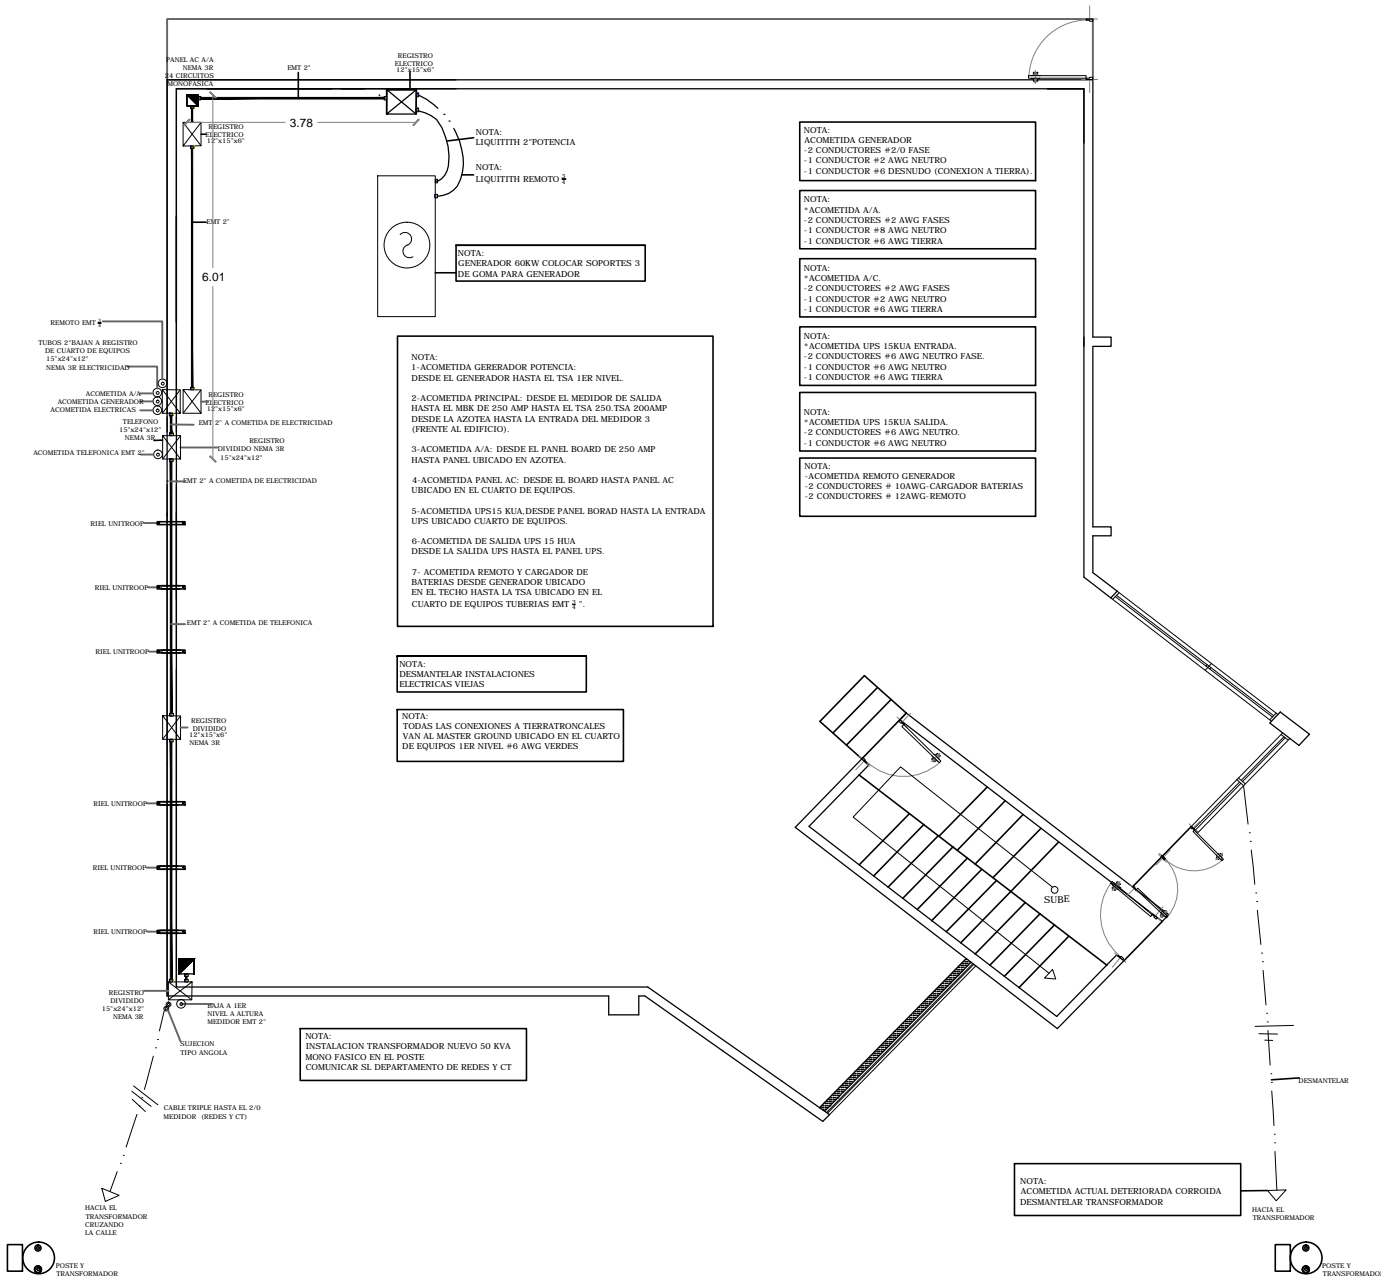 PANEL AC A/A
NEMA 3R
24 CIRCUITOS
MONOFASICA
EMT 2"
REGISTRO
ELECTRICO
12"x15"x6"
3.78
REGISTRO
ELECTRICO
12"x15"x6"
NOTA:
LIQUITITH 2"POTENCIA
NOTA:
LIQUITITH REMOTO 3/4
EMT 2"
6.01
NOTA:
GENERADOR 60KW COLOCAR SOPORTES 3
DE GOMA PARA GENERADOR
NOTA:
ACOMETIDA GENERADOR
-2 CONDUCTORES #2/0 FASE
-1 CONDUCTOR #2 AWG NEUTRO
-1 CONDUCTOR #6 DESNUDO (CONEXION A TIERRA).
NOTA:
*ACOMETIDA A/A.
-2 CONDUCTORES #2 AWG FASES
-1 CONDUCTOR #8 AWG NEUTRO
-1 CONDUCTOR #6 AWG TIERRA
NOTA:
*ACOMETIDA A/C.
-2 CONDUCTORES #2 AWG FASES
-1 CONDUCTOR #2 AWG NEUTRO
-1 CONDUCTOR #6 AWG TIERRA
NOTA:
*ACOMETIDA UPS 15KUA ENTRADA.
-2 CONDUCTORES #6 AWG NEUTRO FASE.
-1 CONDUCTOR #6 AWG NEUTRO
-1 CONDUCTOR #6 AWG TIERRA
NOTA:
*ACOMETIDA UPS 15KUA SALIDA.
-2 CONDUCTORES #6 AWG NEUTRO.
-1 CONDUCTOR #6 AWG NEUTRO
NOTA:
-ACOMETIDA REMOTO GENERADOR
-2 CONDUCTORES # 10AWG-CARGADOR BATERIAS
-2 CONDUCTORES # 12AWG-REMOTO
REMOTO EMT 3/4
TUBOS 2"BAJAN A REGISTRO
DE CUARTO DE EQUIPOS
15"x24"x12"
NEMA 3R ELECTRICIDAD
ACOMETIDA A/A
ACOMETIDA GENERADOR
ACOMETIDA ELECTRICAS
REGISTRO
ELECTRICO
12"x15"x6"
TELEFONO
15"x24"x12"
NEMA 3R
EMT 2" A COMETIDA DE ELECTRICIDAD
REGISTRO
DIVIDIDO NEMA 3R
15"x24"x12"
ACOMETIDA TELEFONICA EMT 2"
EMT 2" A COMETIDA DE ELECTRICIDAD
NOTA:
1-ACOMETIDA GERERADOR POTENCIA:
DESDE EL GENERADOR HASTA EL TSA 1ER NIVEL.
2-ACOMETIDA PRINCIPAL: DESDE EL MEDIDOR DE SALIDA
HASTA EL MBK DE 250 AMP HASTA EL TSA 250.TSA 200AMP
DESDE LA AZOTEA HASTA LA ENTRADA DEL MEDIDOR 3
(FRENTE AL EDIFICIO).
3-ACOMETIDA A/A: DESDE EL PANEL BOARD DE 250 AMP
HASTA PANEL UBICADO EN AZOTEA.
4-ACOMETIDA PANEL AC: DESDE EL BOARD HASTA PANEL AC
UBICADO EN EL CUARTO DE EQUIPOS.
5-ACOMETIDA UPS15 KUA,DESDE PANEL BORAD HASTA LA ENTRADA
UPS UBICADO CUARTO DE EQUIPOS.
6-ACOMETIDA DE SALIDA UPS 15 HUA
DESDE LA SALIDA UPS HASTA EL PANEL UPS.
7- ACOMETIDA REMOTO Y CARGADOR DE
BATERIAS DESDE GENERADOR UBICADO
EN EL TECHO HASTA LA TSA UBICADO EN EL
CUARTO DE EQUIPOS TUBERIAS EMT 3/4 ".
RIEL UNITROOP
RIEL UNITROOP
EMT 2" A COMETIDA DE TELEFONICA
RIEL UNITROOP
NOTA:
DESMANTELAR INSTALACIONES
ELECTRICAS VIEJAS
NOTA:
TODAS LAS CONEXIONES A TIERRATRONCALES
VAN AL MASTER GROUND UBICADO EN EL CUARTO
DE EQUIPOS 1ER NIVEL #6 AWG VERDES
REGISTRO
DIVIDIDO
12"x15"x6"
NEMA 3R
RIEL UNITROOP
RIEL UNITROOP
RIEL UNITROOP
SUBE
REGISTRO
DIVIDIDO
15"x24"x12"
NEMA 3R
BAJA A 1ER
NIVEL A ALTURA
MEDIDOR EMT 2"
SUJECION
TIPO ANGOLA
NOTA:
INSTALACION TRANSFORMADOR NUEVO 50 KVA
MONO FASICO EN EL POSTE
COMUNICAR SL DEPARTAMENTO DE REDES Y CT
CABLE TRIPLE HASTA EL 2/0
MEDIDOR (REDES Y CT)
DESMANTELAR
NOTA:
ACOMETIDA ACTUAL DETERIORADA CORROIDA
DESMANTELAR TRANSFORMADOR
HACIA EL
TRANSFORMADOR
CRUZANDO
LA CALLE
HACIA EL
TRANSFORMADOR
POSTE Y
TRANSFORMADOR
POSTE Y
TRANSFORMADOR